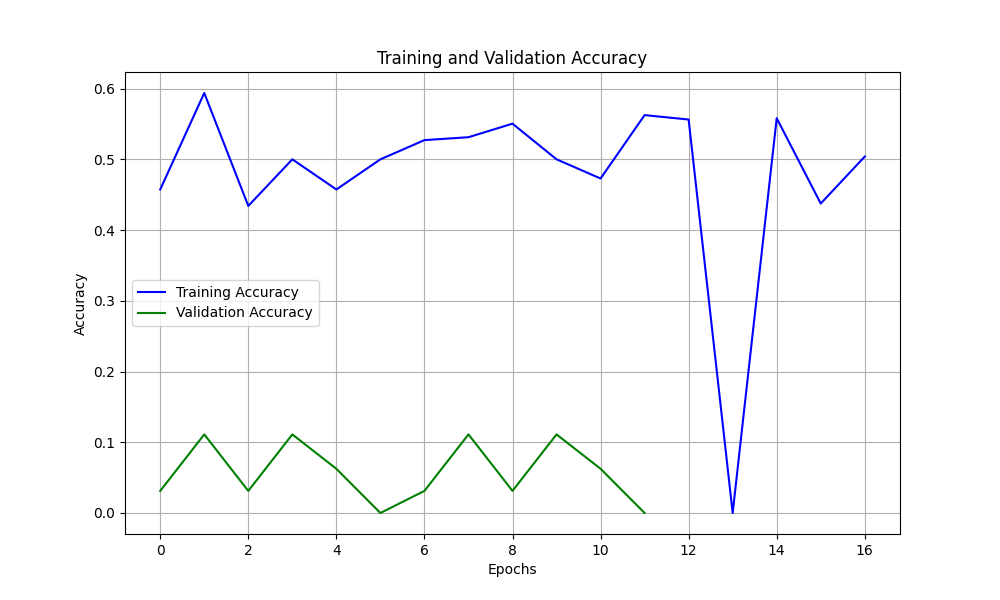 Training and Validation Accuracy
0.6
0.5
0.4
0.3
0.2
0.1
0.0
Accuracy
Training Accuracy
Validation Accuracy
0 2 4 6 8 10 12 14 16
Epochs